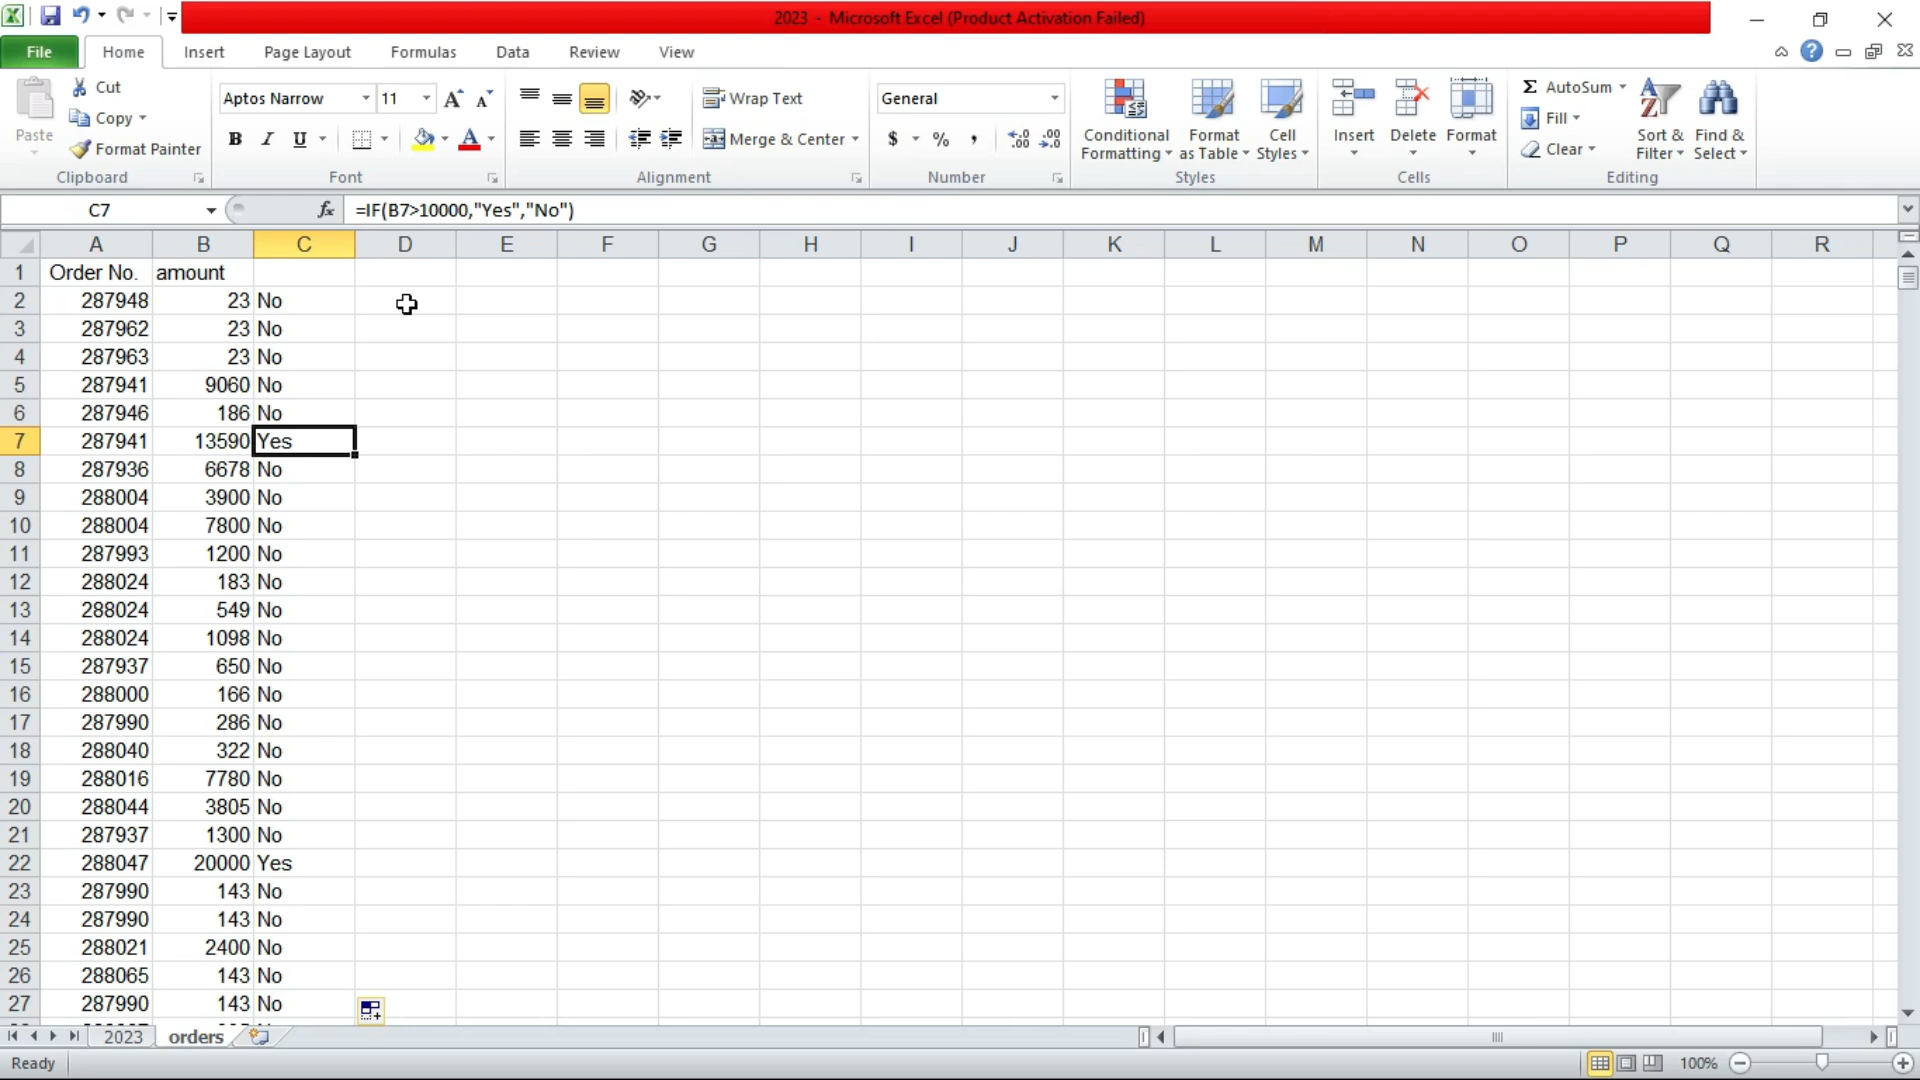 2023 - Microsoft Excel (Product Activation Failed)
File Home Insert Page Layout Formulas Data Review View
Paste Cut Copy Format Painter Clipboard
Aptos Narrow 11 B I U Font
Wrap Text Merge & Center Alignment
General $ % , Number
Conditional Formatting Format as Table Cell Styles Styles
Insert Delete Format Cells
AutoSum Fill Clear Sort & Filter Find & Select Editing
C7 fx =IF(B7>10000,"Yes","No")
A B C D E F G H I J K L M N O P Q R
1 Order No. amount
2 287948 23 No
3 287962 23 No
4 287963 23 No
5 287941 9060 No
6 287946 186 No
7 287941 13590 Yes
8 287936 6678 No
9 288004 3900 No
10 288004 7800 No
11 287993 1200 No
12 288024 183 No
13 288024 549 No
14 288024 1098 No
15 287937 650 No
16 288000 166 No
17 287990 286 No
18 288040 322 No
19 288016 7780 No
20 288044 3805 No
21 287937 1300 No
22 288047 20000 Yes
23 287990 143 No
24 287990 143 No
25 288021 2400 No
26 288065 143 No
27 287990 143 No
2023 orders
Ready 100%